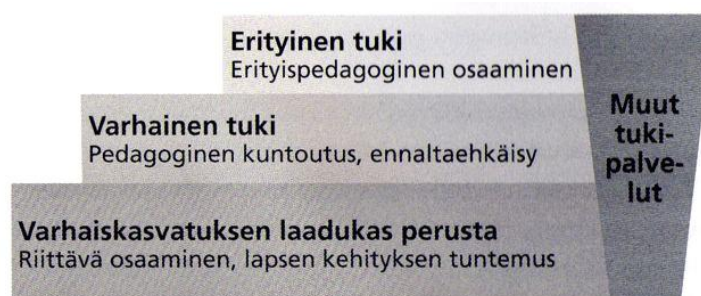 Erityinen tuki
Erityispedagoginen osaaminen
Varhainen tuki
Pedagoginen kuntoutus, ennaltaehkäisy
Varhaiskasvatuksen laadukas perusta
Riittävä osaaminen, lapsen kehityksen tuntemus
Muut
tuki-
palve-
lut